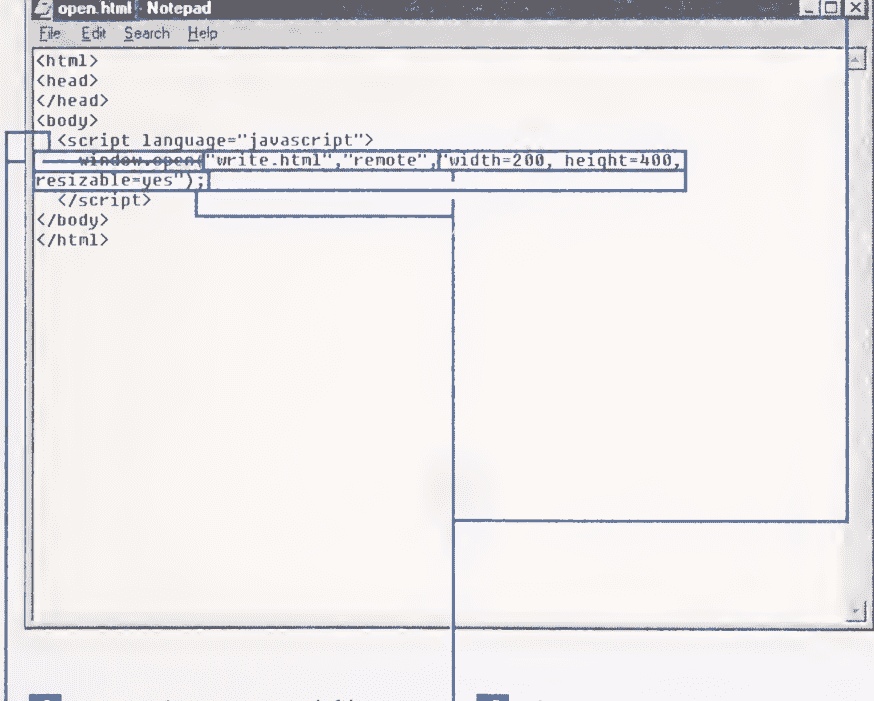 open.html - Notepad
File Edit Search Help
<html>
<head>
</head>
<body>
<script language="javascript">
window.open("write.html","remote","width=200, height=400,
resizable=yes");
</script>
</body>
</html>